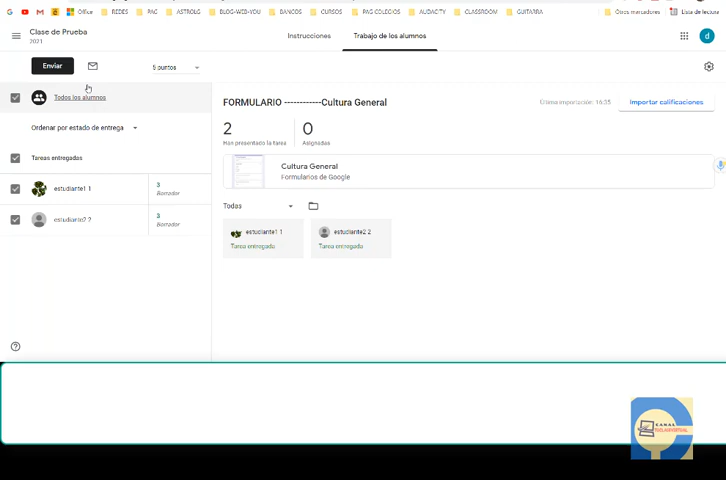 Office
REDES
PAG
ASTROLG
BLOG-WEB-YOU
BANCOS
CURSOS
PAG COLEGIOS
AUDACITY
CLASSROOM
GUITARRA
Otros marcadores
Lista de lectura
Clase de Prueba
2021
Instrucciones
Trabajo de los alumnos
d
Enviar
5 puntos
Todos los alumnos
FORMULARIO ------------Cultura General
Última importación: 16:35
Importar calificaciones
2
Han presentado la tarea
0
Asignadas
Ordenar por estado de entrega
Tareas entregadas
Cultura General
Formularios de Google
estudiante1 1
3
Borrador
estudiante2 2
3
Borrador
Todas
estudiante1 1
Tarea entregada
estudiante2 2
Tarea entregada
CANAL
TUCLASEVIRTUAL